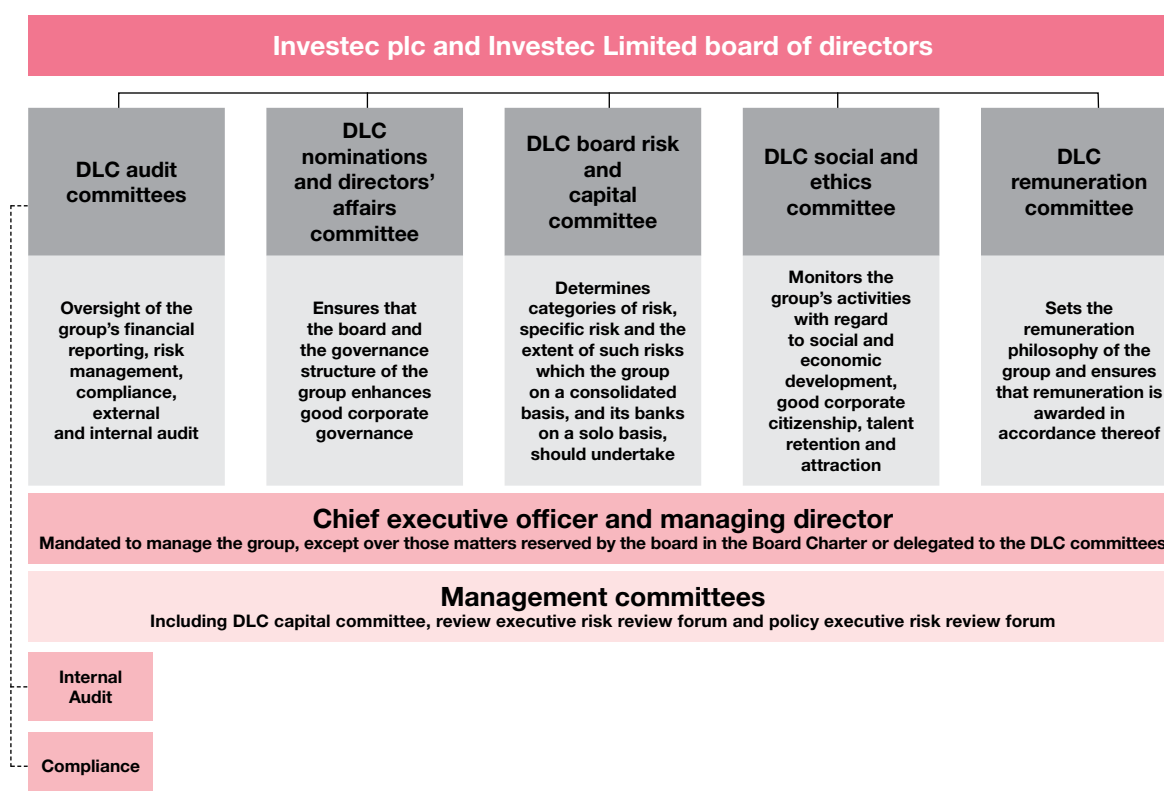 Investec plc and Investec Limited board of directors
DLC audit
committees
Oversight of the
group’s financial
reporting, risk
management,
compliance,
external
and internal audit
DLC
nominations
and directors’
affairs
committee
Ensures that
the board and
the governance
structure of the
group enhances
good corporate
governance
DLC board risk
and
capital
committee
Determines
categories of risk,
specific risk and the
extent of such risks
which the group
on a consolidated
basis, and its banks
on a solo basis,
should undertake
DLC social and
ethics
committee
Monitors the
group’s activities
with regard
to social and
economic
development,
good corporate
citizenship, talent
retention and
attraction
DLC
remuneration
committee
Sets the
remuneration
philosophy of the
group and ensures
that remuneration is
awarded in
accordance thereof
Chief executive officer and managing director
Mandated to manage the group, except over those matters reserved by the board in the Board Charter or delegated to the DLC committees
Management committees
Including DLC capital committee, review executive risk review forum and policy executive risk review forum
Internal
Audit
Compliance